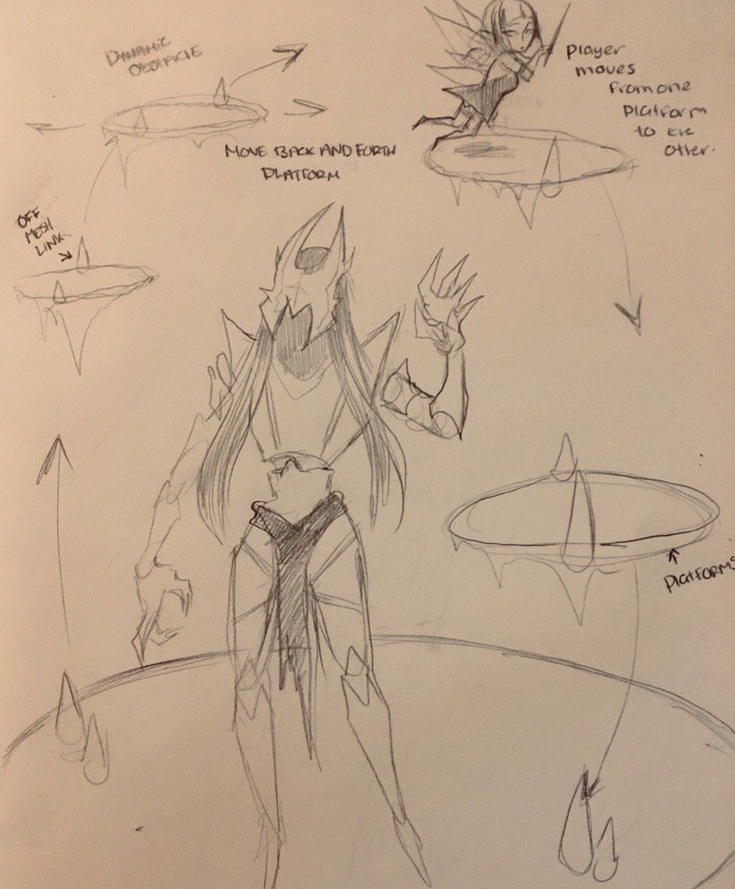 DYNAMIC
OBSTACLE
Player
moves
from one
Platform
to the
other.
MOVE BACK AND FORTH
PLATFORM
OFF
MESH
LINK
PLATFORMS